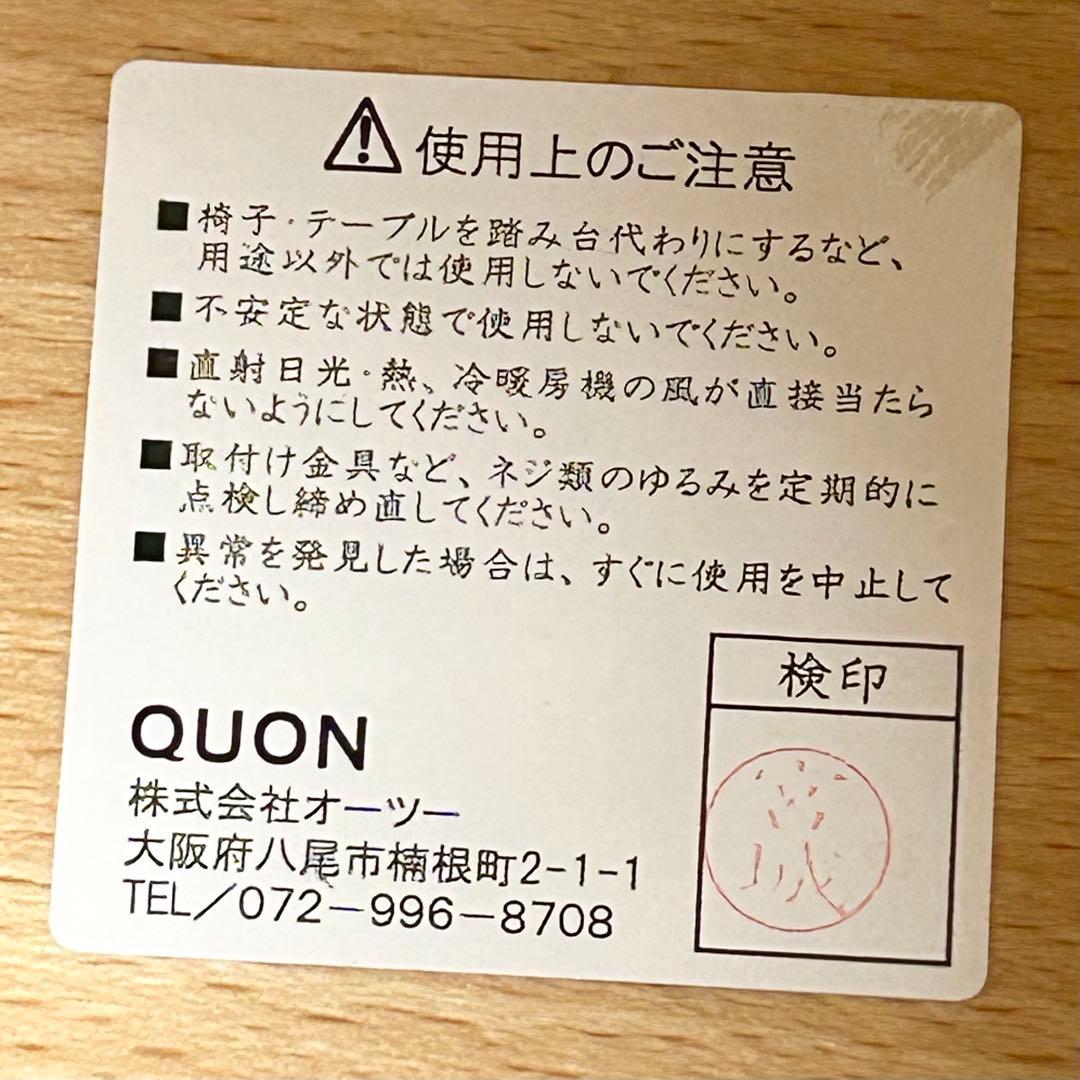 使用上のご注意
■椅子・テーブルを踏み台代わりにするなど、
用途以外では使用しないでください。
■不安定な状態で使用しないでください。
■直射日光・熱、冷暖房機の風が直接当たら
ないようにしてください。
■取付け金具など、ネジ類のゆるみを定期的に
点検し締め直してください。
■異常を発見した場合は、すぐに使用を中止して
ください。
検印
QUON
株式会社オーツー
大阪府八尾市楠根町2-1-1
TEL／072－996－8708